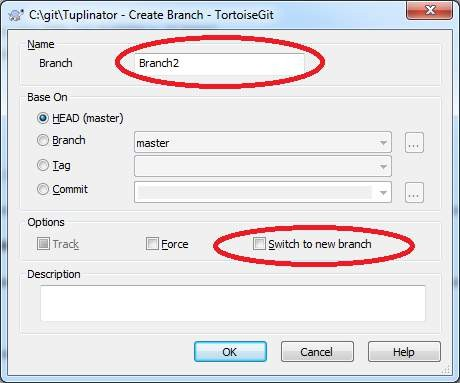 C:\git\Tuplinator - Create Branch - TortoiseGit
Name
Branch Branch2
Base On
HEAD (master)
Branch master ...
Tag
Commit ...
Options
Track Force Switch to new branch
Description
OK Cancel Help